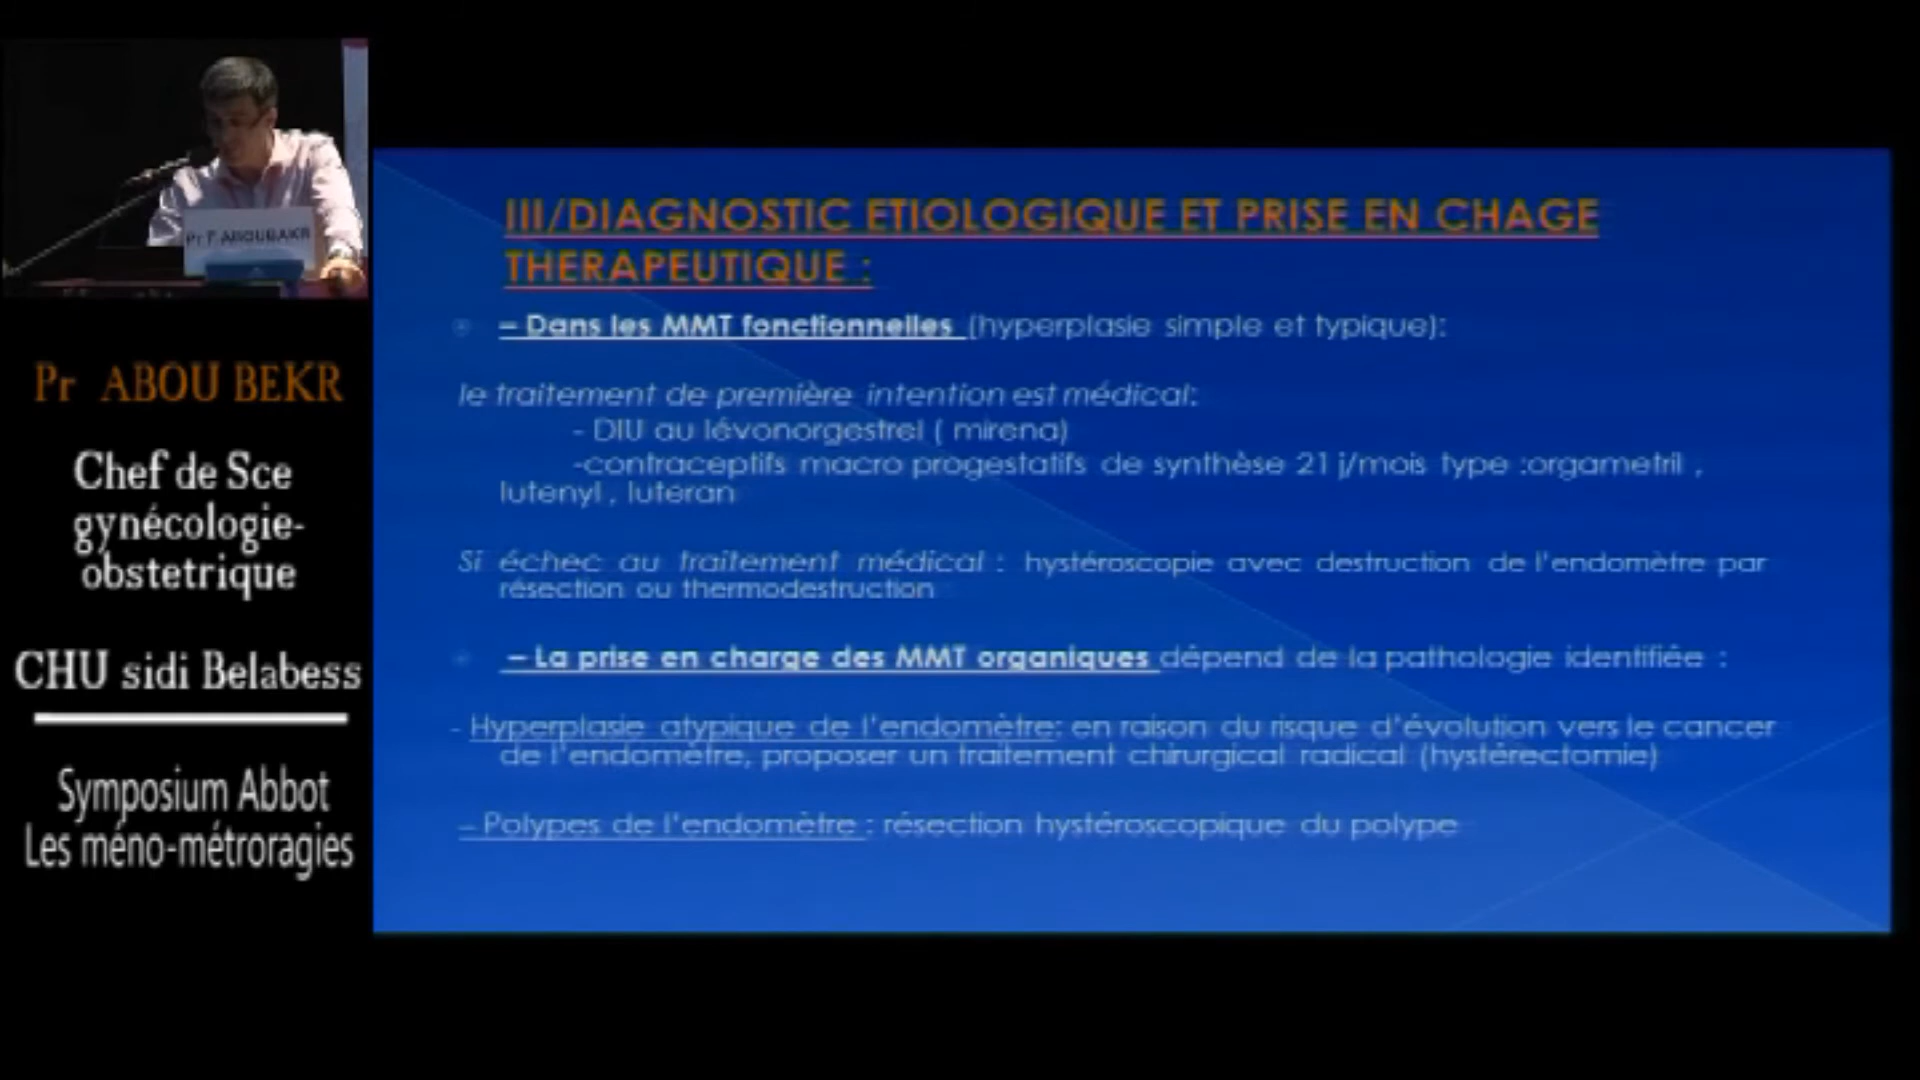 Pr F ABOUBAKR
Pr ABOU BEKR
Chef de Sce
gynécologie-
obstetrique
CHU sidi Belabess
Symposium Abbot
Les méno-métroragies
III/DIAGNOSTIC ETIOLOGIQUE ET PRISE EN CHAGE
THERAPEUTIQUE :
– Dans les MMT fonctionnelles (hyperplasie simple et typique):
le traitement de première intention est médical:
- DIU au lévonorgestrel ( mirena)
-contraceptifs macro progestatifs de synthèse 21 j/mois type :orgametril ,
lutenyl , luteran
Si échec au traitement médical : hystéroscopie avec destruction de l'endomètre par
résection ou thermodestruction
– La prise en charge des MMT organiques dépend de la pathologie identifiée :
- Hyperplasie atypique de l'endomètre: en raison du risque d'évolution vers le cancer
de l'endomètre, proposer un traitement chirurgical radical (hystérectomie)
– Polypes de l'endomètre : résection hystéroscopique du polype